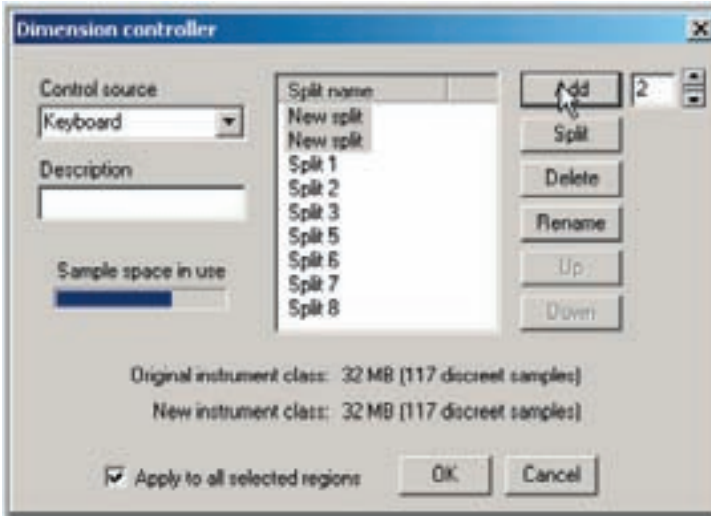 Dimension controller
Control source
Keyboard
Description
Sample space in use
Split name
New split
New split
Split 1
Split 2
Split 3
Split 5
Split 6
Split 7
Split 8
Add
2
Split
Delete
Rename
Up
Down
Original instrument class: 32 MB (117 discreet samples)
New instrument class: 32 MB (117 discreet samples)
Apply to all selected regions
OK
Cancel